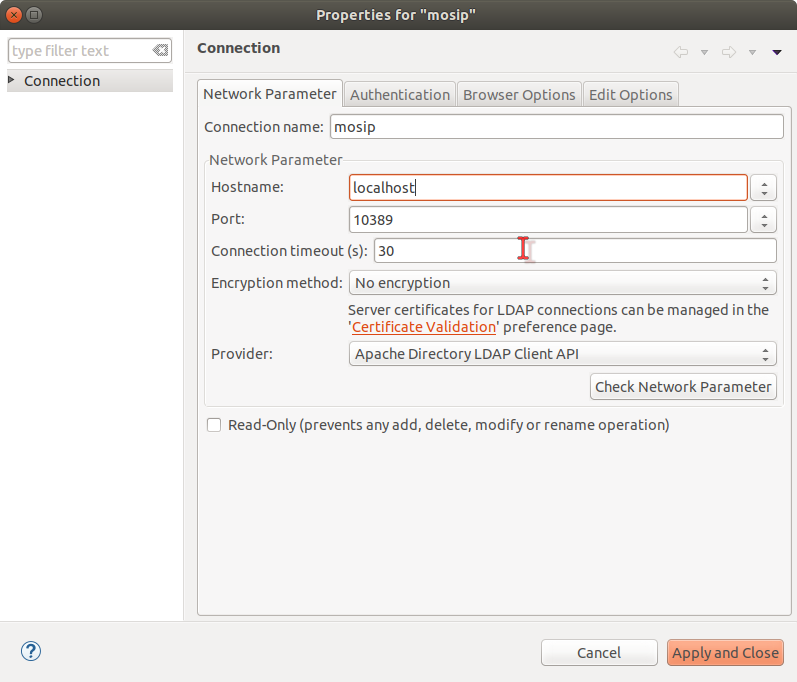 Properties for "mosip"
type filter text
Connection
Connection
Network Parameter Authentication Browser Options Edit Options
Connection name: mosip
Network Parameter
Hostname: localhost
Port: 10389
Connection timeout (s): 30
Encryption method: No encryption
Server certificates for LDAP connections can be managed in the
'Certificate Validation' preference page.
Provider: Apache Directory LDAP Client API
Check Network Parameter
Read-Only (prevents any add, delete, modify or rename operation)
?
Cancel Apply and Close